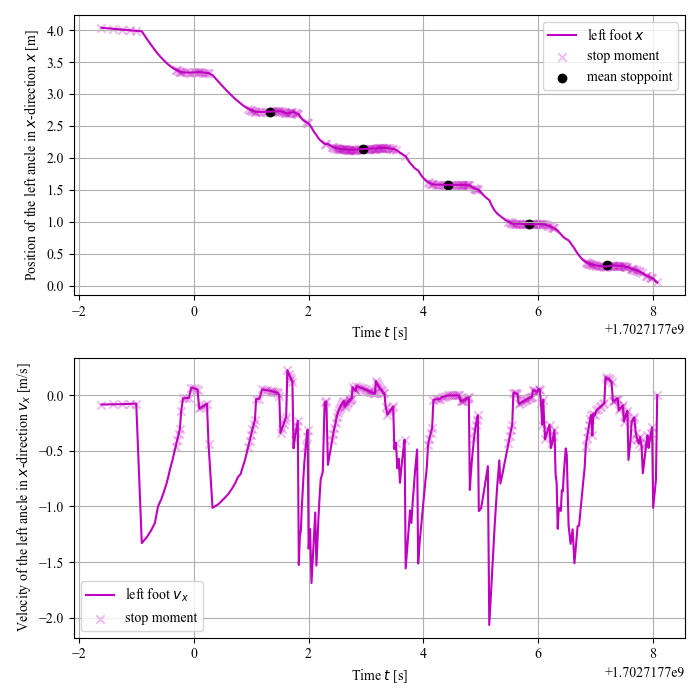 Position of the left angle in x-direction x [m]
4.0
3.5
3.0
2.5
2.0
1.5
1.0
0.5
0.0
left foot x
stop moment
mean stoppoint
−2
0
2
4
6
8
Time t [s]
+1.7027177e9
Velocity of the left angle in x-direction vx [m/s]
0.0
−0.5
−1.0
−1.5
−2.0
left foot vx
stop moment
−2
0
2
4
6
8
Time t [s]
+1.7027177e9